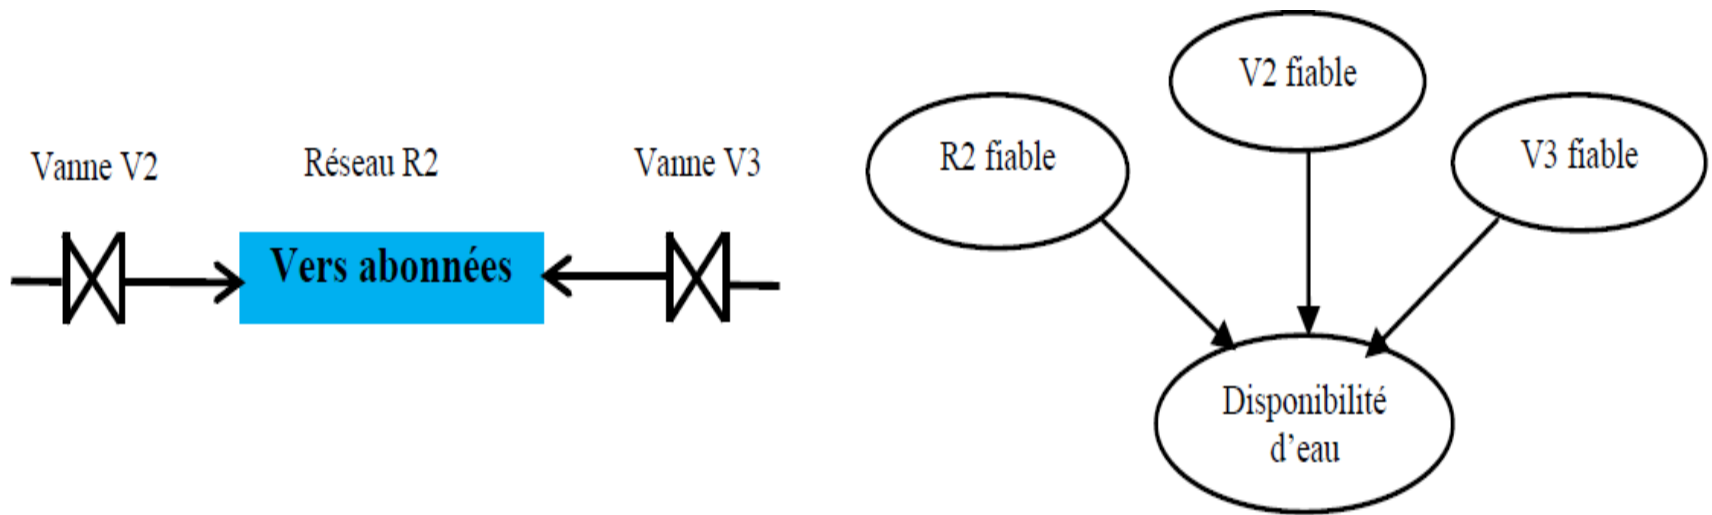 Vanne V2
Réseau R2
Vanne V3
Vers abonnées
R2 fiable
V2 fiable
V3 fiable
Disponibilité
d’eau